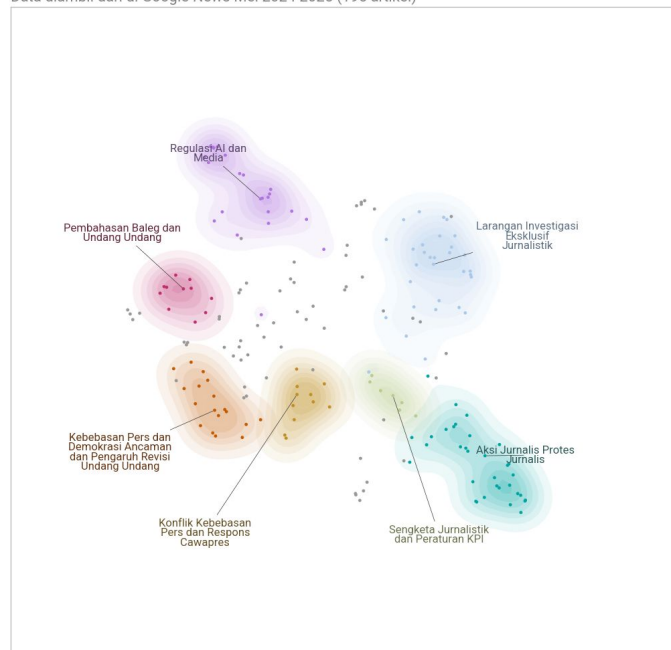 Regulasi AI dan
Media
Pembahasan Baleg dan
Undang Undang
Larangan Investigasi
Eksklusif
Jurnalistik
Kebebasan Pers dan
Demokrasi Ancaman
dan Pengaruh Revisi
Undang Undang
Aksi Jurnalis Protes
Jurnalis
Konflik Kebebasan
Pers dan Respons
Cawapres
Sengketa Jurnalistik
dan Peraturan KPI